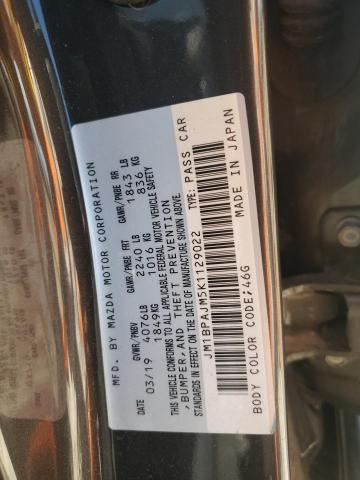 MFD. BY MAZDA MOTOR CORPORATION
DATE GVWR/PNBV GAWR/PNBE FRT GAWR/PNBE RR
03/19 4076LB 2240 LB 1843 LB
1849KG 1016 KG 836 KG
THIS VEHICLE CONFORMS TO ALL APPLICABLE FEDERAL MOTOR VEHICLE SAFETY
, BUMPER, AND THEFT PREVENTION
STANDARDS IN EFFECT ON THE DATE OF MANUFACTURE SHOWN ABOVE.
JM1BPAJM5K1129022 TYPE: PASS CAR
BODY COLOR CODE:46G MADE IN JAPAN